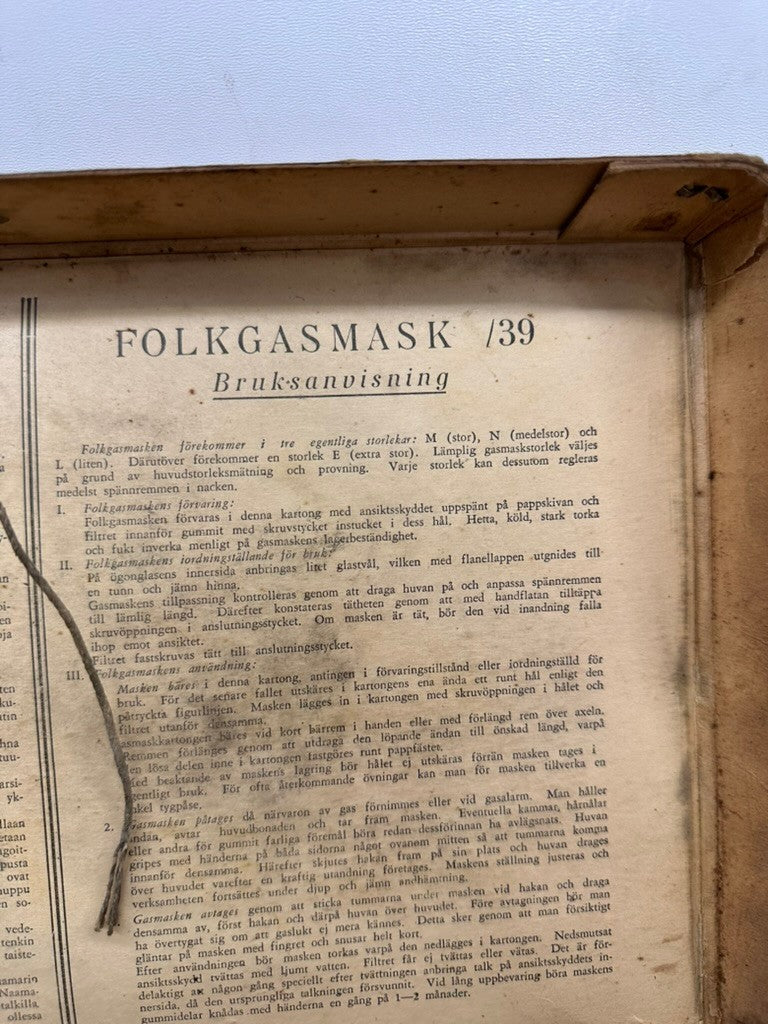 FOLKGASMASK /39
Bruksanvisning
Folkgasmasken förekommer i tre egentliga storlekar: M (stor), N (medelstor) och
L (liten). Därutöver förekommer en storlek E (extra stor). Lämplig gasmaskstorlek väljes
på grund av huvudstorleksmätning och provning. Varje storlek kan dessutom regleras
medelst spännremmen i nacken.
I. Folkgasmaskens förvaring:
Folkgasmasken förvaras i denna kartong med ansiktsskyddet uppspänt på pappskivan och
filtret innanför gummit med skruvstycket instucket i dess hål. Hetta, köld, stark torka
och fukt inverka menligt på gasmaskens lagerbeständighet.
II. Folkgasmaskens iordningställande för bruk:
På ögonglasens innersida anbringas litet glastvål, vilken med flanellappen utgnides till
en tunn och jämn hinna.
Gasmaskens tillpassning kontrolleras genom att draga huvan på och anpassa spännremmen
till lämplig längd. Därefter konstateras tätheten genom att med handflatan tilltäppa
skruvöppningen i anslutningsstycket. Om masken är tät, bör den vid inandning falla
ihop emot ansiktet.
Filtret fastskruvas tätt till anslutningsstycket.
III. Folkgasmaskens användning:
Masken bäres i denna kartong, antingen i förvaringstillstånd eller iordningställd för
bruk. För det senare fallet utskäres i kartongens ena ända ett runt hål enligt den
påtryckta figurlinjen. Masken lägges in i kartongen med skruvöppningen i hålet och
filtret utanför densamma.
asmaskkartongen bäres vid kort bärrem i handen eller med förlängd rem över axeln.
Remmen förlänges genom att utdraga den löpande ändan till önskad längd, varpå
en lösa delen inne i kartongen fastgöres runt pappfästet.
ed beaktande av maskens lagring bör hålet ej utskäras förrän masken tages i
gentligt bruk. För ofta återkommande övningar kan man för masken tillverka en
nkel tygpåse.
2. Gasmasken påtages då närvaron av gas förnimmes eller vid gasalarm. Man håller
andan, avtar huvudbonaden och tar fram masken. Eventuella kammar, hårnålar
eller andra för gummit farliga föremål böra redan dessförinnan ha avlägsnats. Huvan
gripes med händerna på båda sidorna något ovanom mitten så att tummarna komma
innanför densamma. Härefter skjutes hakan fram på sin plats och huvan drages
över huvudet varefter en kraftig utandning företages. Maskens ställning justeras och
verksamheten fortsättes under djup och jämn andhämtning.
Gasmasken avtages genom att sticka tummarna under masken vid hakan och draga
densamma av, först hakan och därpå huvan över huvudet. Före avtagningen bör man
ha övertygat sig om att gaslukt ej mera kännes. Detta sker genom att man försiktigt
gläntar på masken med fingret och snusar helt kort.
Efter användningen bör masken torkas varpå den nedlägges i kartongen. Nedsmutsat
ansiktsskydd tvättas med ljumt vatten. Filtret får ej tvättas eller vätas. Det är för-
delaktigt av någon gång speciellt efter tvättningen anbringa talk på ansiktsskyddets in-
nersida, då den ursprungliga talkningen försvunnit. Vid lång uppbevaring böra maskens
gummidelar knådas med händerna en gång på 1—2 månader.